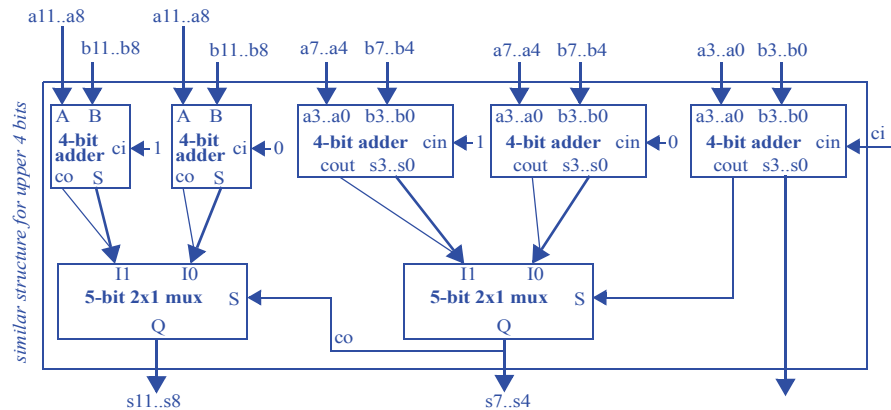 a11..a8 a11..a8
b11..b8 b11..b8 a7..a4 b7..b4 a7..a4 b7..b4 a3..a0 b3..b0
similar structure for upper 4 bits
A B A B a3..a0 b3..b0 a3..a0 b3..b0 a3..a0 b3..b0
4-bit adder ci 1
co S
4-bit adder ci 0
co S
4-bit adder cin 1
cout s3..s0
4-bit adder cin 0
cout s3..s0
4-bit adder cin ci
cout s3..s0
I1 I0 I1 I0
5-bit 2x1 mux S 5-bit 2x1 mux S
Q co Q
s11..s8 s7..s4